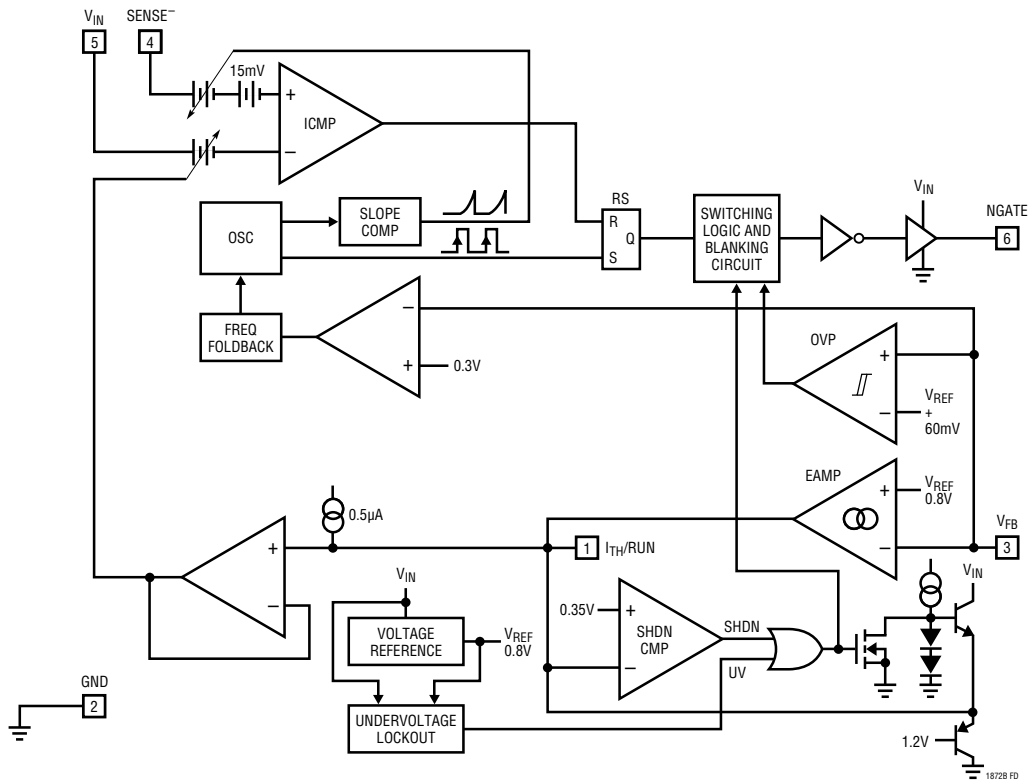 VIN
5
SENSE–
4
15mV
+
–
ICMP
OSC
SLOPE
COMP
FREQ
FOLDBACK
RS
R
Q
S
SWITCHING
LOGIC AND
BLANKING
CIRCUIT
VIN
NGATE
6
–
+
0.3V
OVP
+
–
VREF
+
60mV
EAMP
+
–
VREF
0.8V
VFB
3
0.5µA
+
–
1
ITH/RUN
VIN
VOLTAGE
REFERENCE
VREF
0.8V
UNDERVOLTAGE
LOCKOUT
0.35V
+
–
SHDN
CMP
SHDN
UV
VIN
1.2V
GND
2
1872B FD